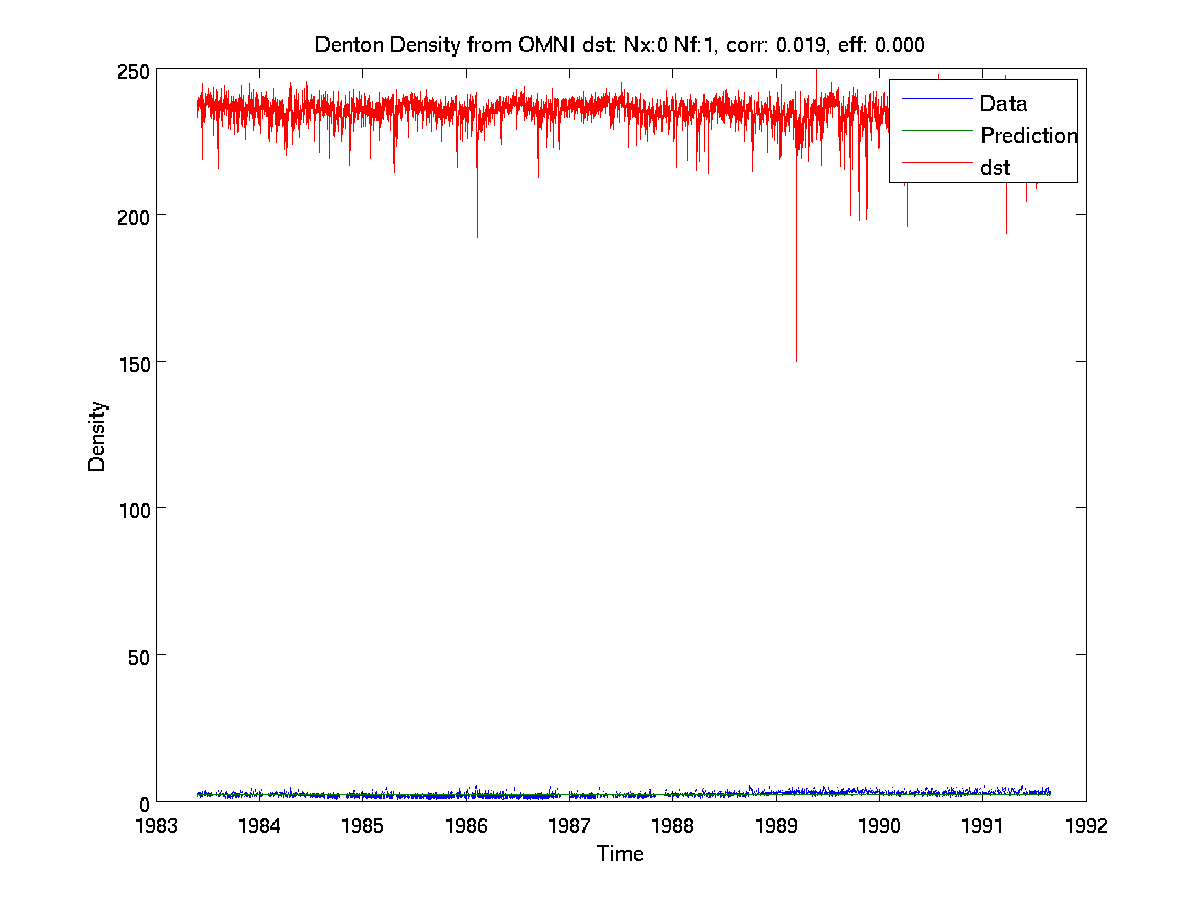 Denton Density from OMNI dst: Nx:0 Nf:1, corr: 0.019, eff: 0.000
250
200
150
100
50
0
Density
Data
Prediction
dst
1983 1984 1985 1986 1987 1988 1989 1990 1991 1992
Time